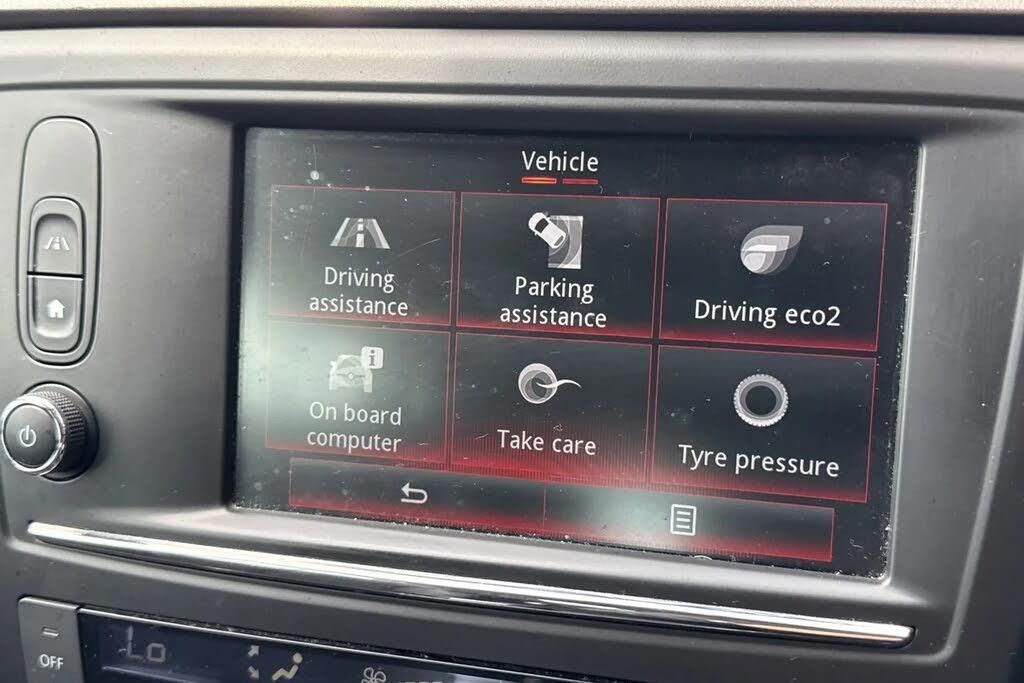 Vehicle
Driving
assistance
Parking
assistance
Driving eco2
i
On board
computer
Take care
Tyre pressure
OFF
Lo